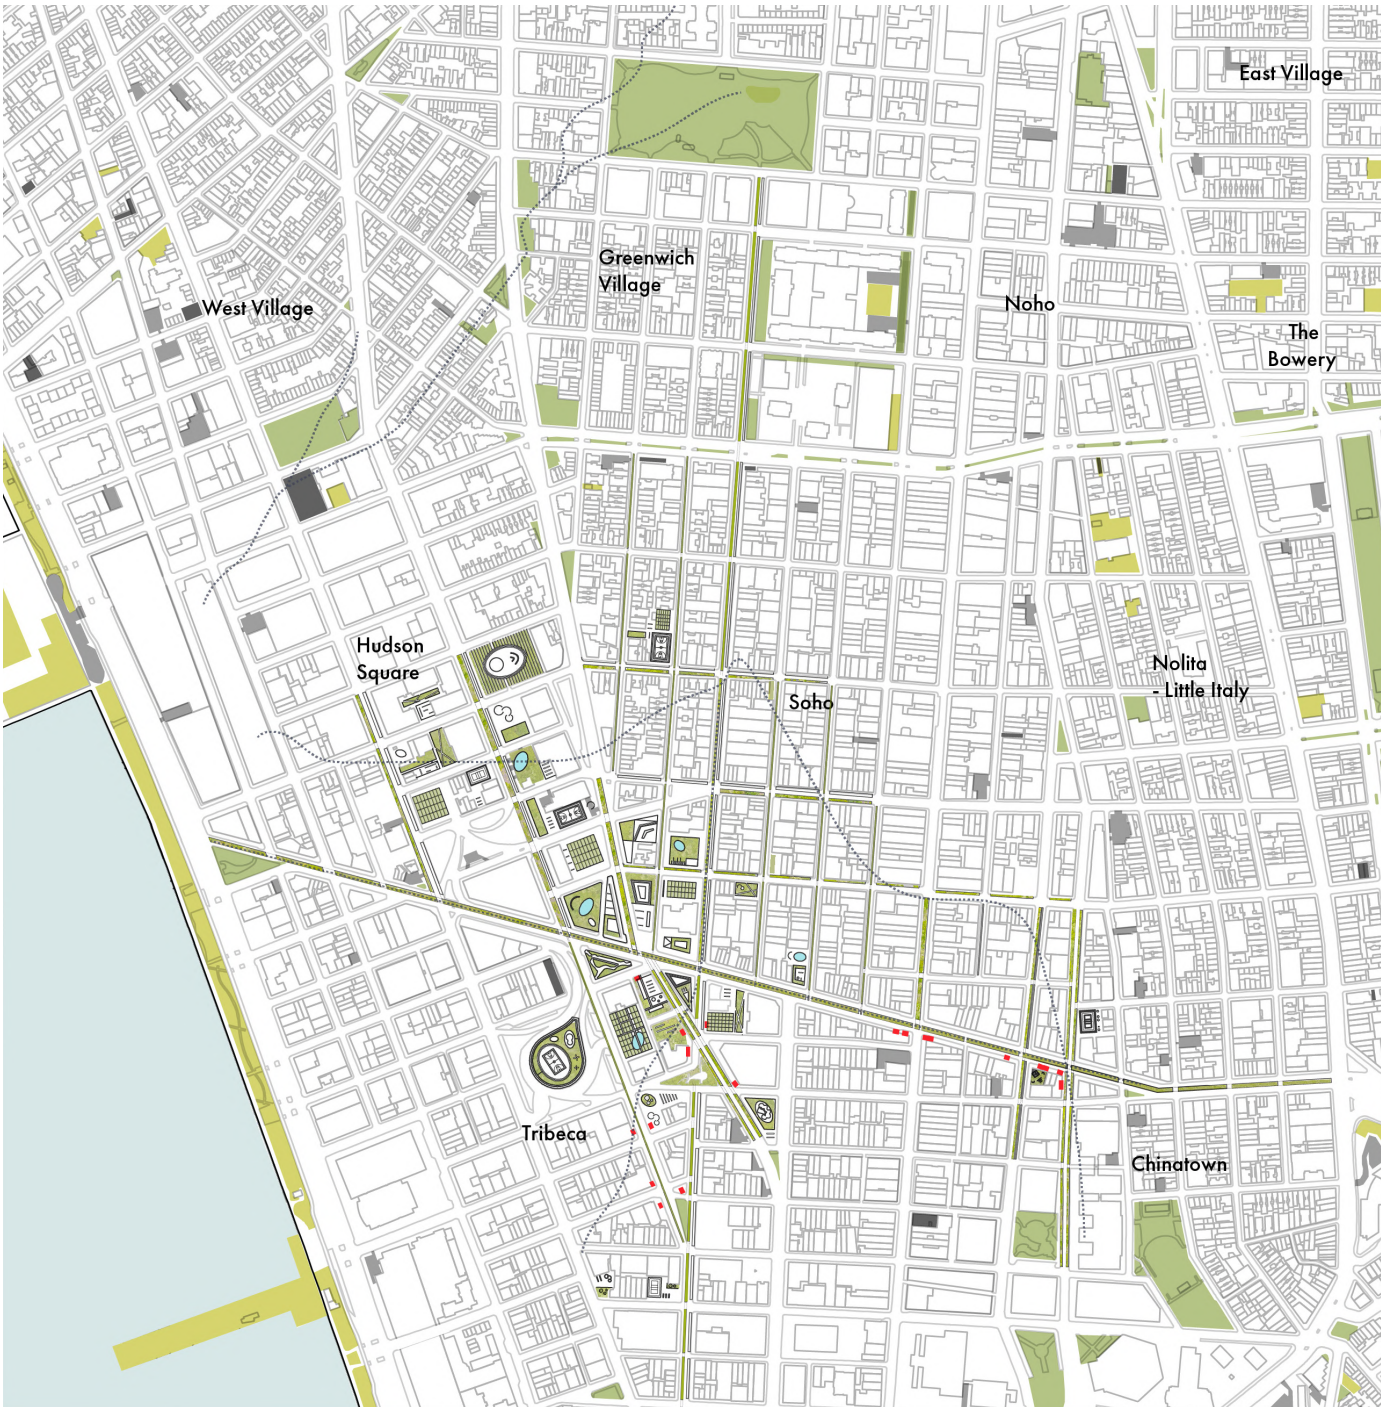 East Village
Greenwich
Village
West Village
Noho
The
Bowery
Hudson
Square
Nolita
- Little Italy
Soho
Tribeca
Chinatown